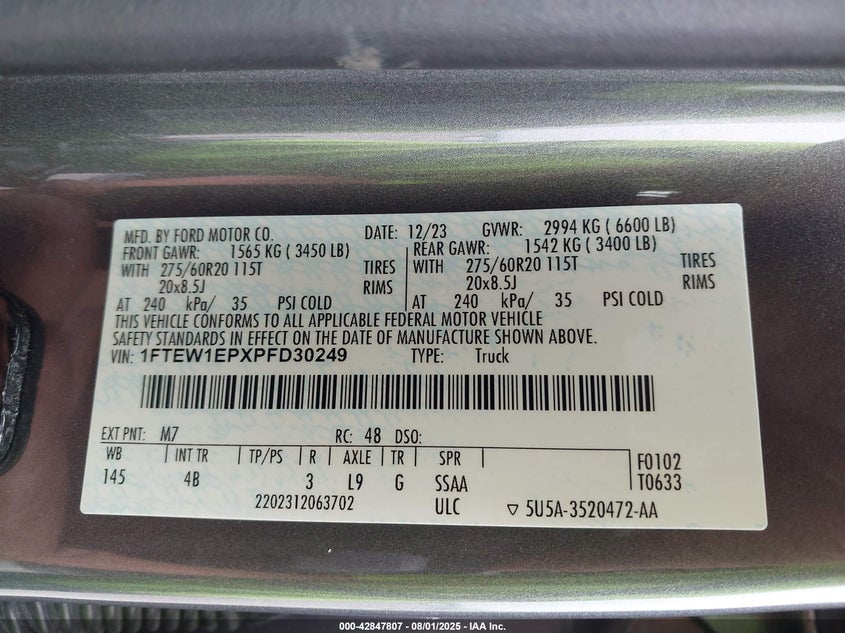 MFD. BY FORD MOTOR CO. DATE: 12/23 GVWR: 2994 KG ( 6600 LB)
FRONT GAWR: 1565 KG ( 3450 LB) REAR GAWR: 1542 KG ( 3400 LB)
WITH 275/60R20 115T TIRES WITH 275/60R20 115T TIRES
20x8.5J RIMS 20x8.5J RIMS
AT 240 kPa/ 35 PSI COLD AT 240 kPa/ 35 PSI COLD
THIS VEHICLE CONFORMS TO ALL APPLICABLE FEDERAL MOTOR VEHICLE
SAFETY STANDARDS IN EFFECT ON THE DATE OF MANUFACTURE SHOWN ABOVE.
VIN: 1FTEW1EPXPFD30249 TYPE: Truck
EXT PNT: M7 RC: 48 DSO:
WB INT TR TP/PS R AXLE TR SPR F0102
145 4B 3 L9 G SSAA T0633
2202312063702 ULC ▽ 5U5A-3520472-AA
000-42847807 - 08/01/2025 - IAA Inc.